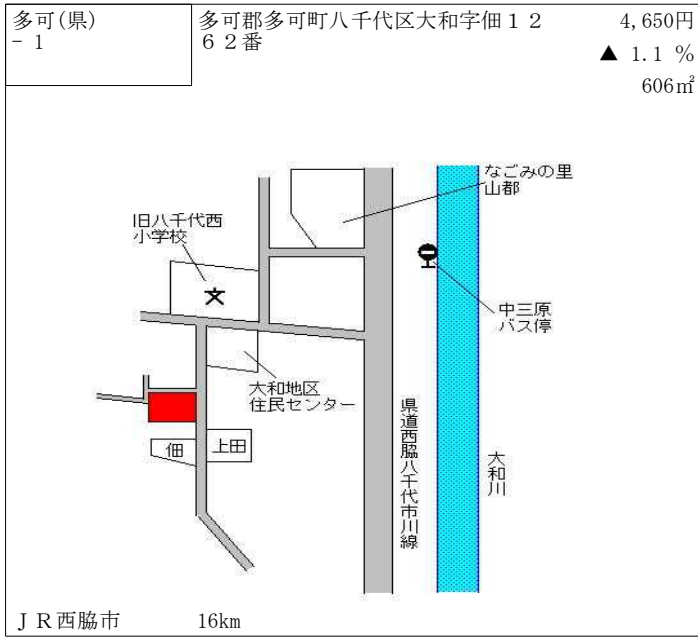 多可(県)
- 1
多可郡多可町八千代区大和字佃１２
６２番
4,650円
▲ 1.1 %
606㎡
なごみの里
山都
旧八千代西
小学校
中三原
バス停
大和地区
住民センター
県道西脇八千代市川線
大和川
佃
上田
ＪＲ西脇市 16km